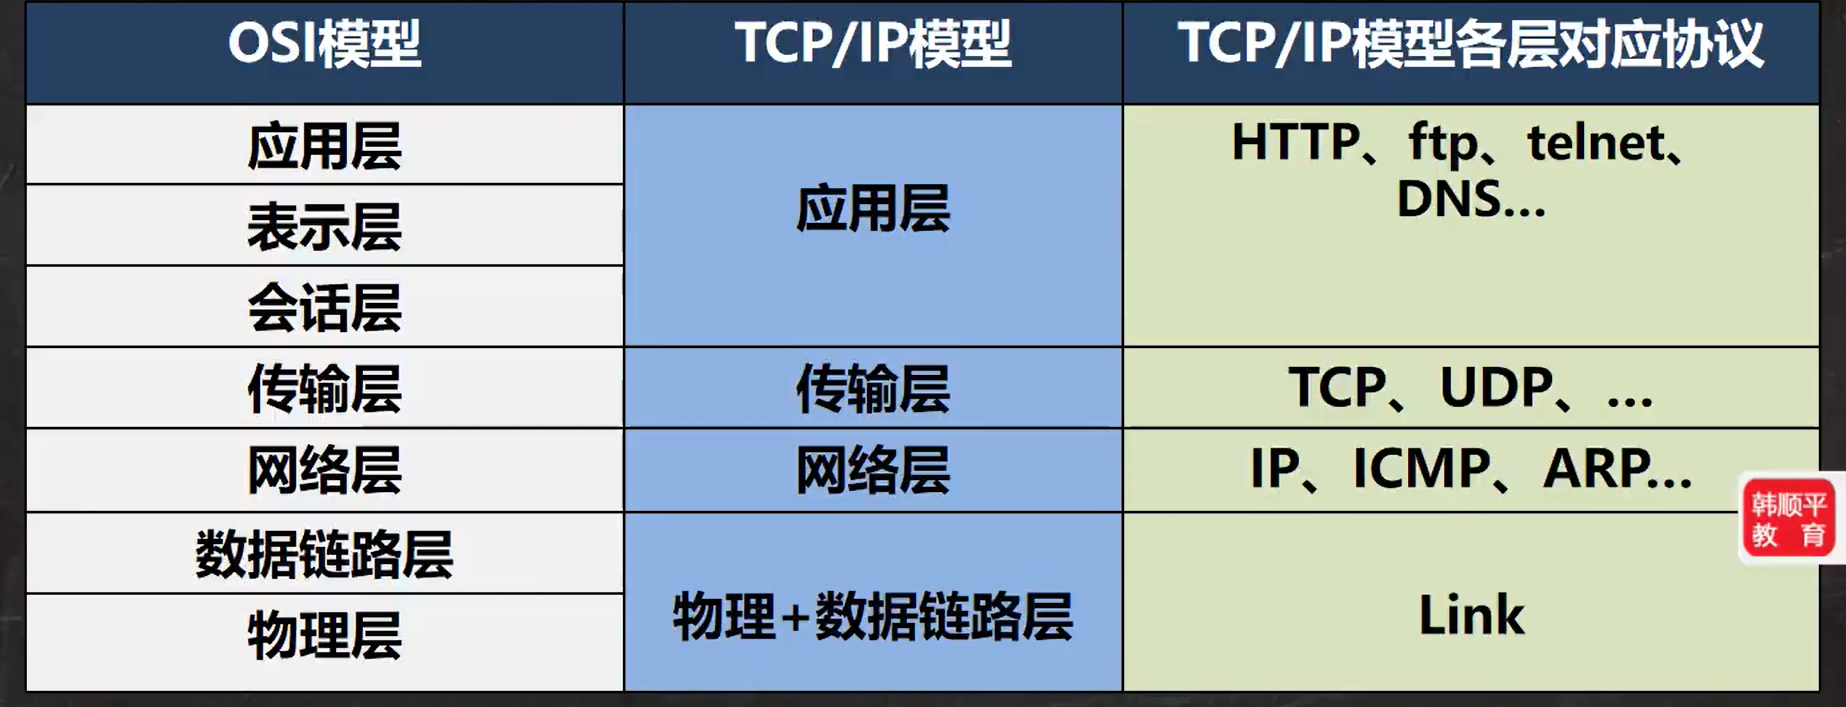 OSI模型 TCP/IP模型 TCP/IP模型各层对应协议
应用层
表示层
会话层
应用层
HTTP、ftp、telnet、
DNS...
传输层 传输层 TCP、UDP、...
网络层 网络层 IP、ICMP、ARP...
数据链路层
物理层
物理+数据链路层
Link
韩顺平
教 育